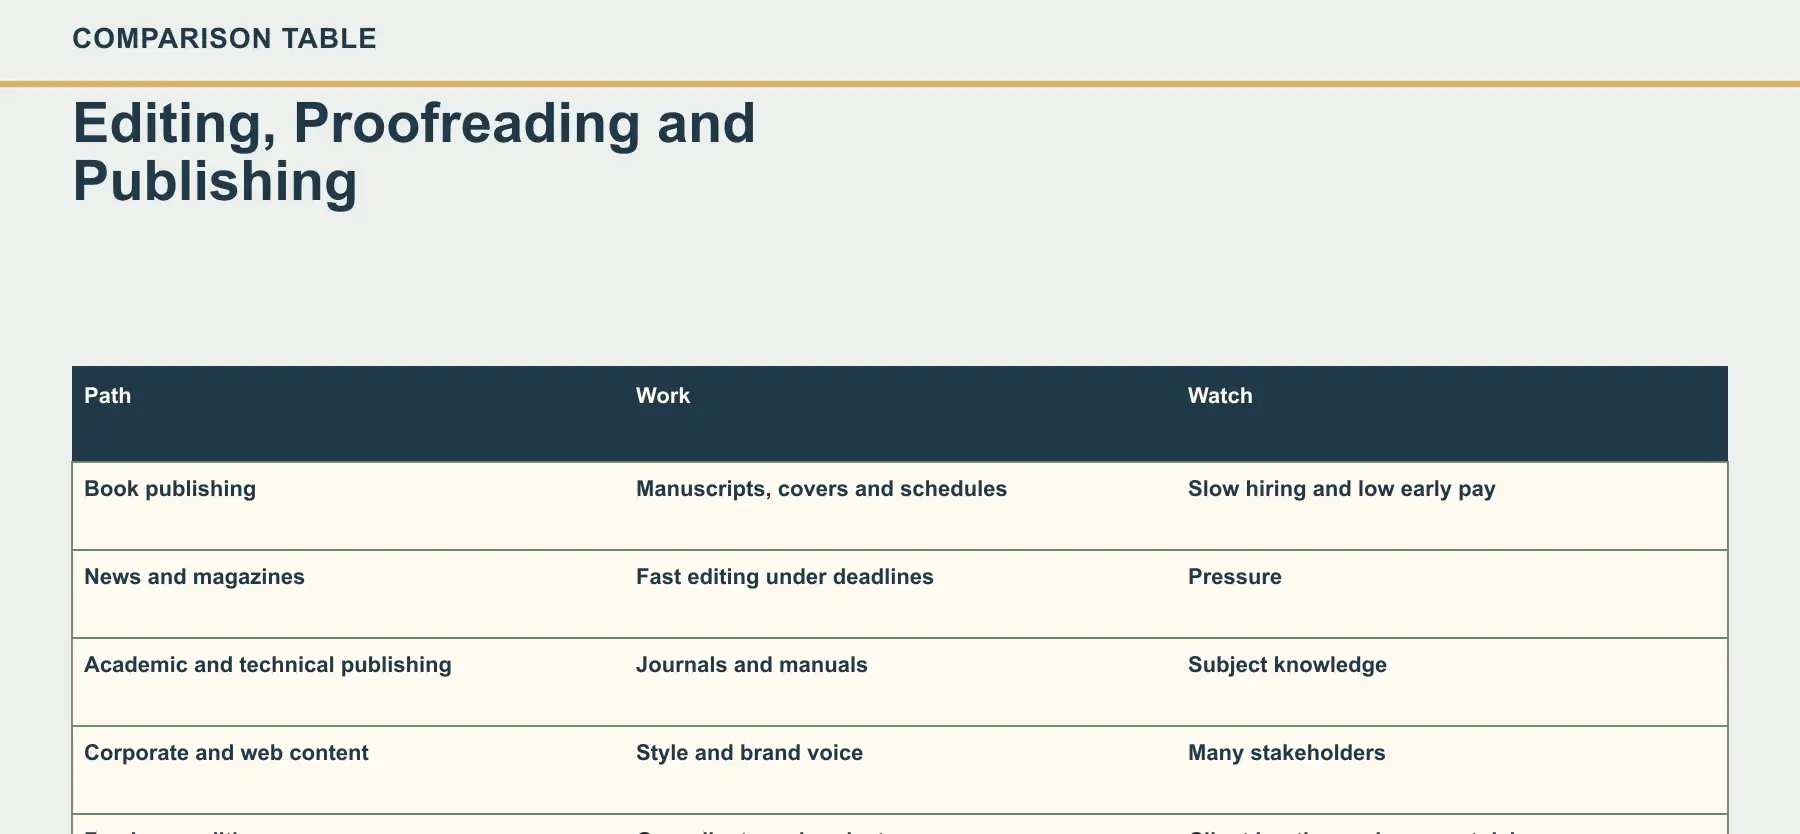 COMPARISON TABLE
Editing, Proofreading and
Publishing
Path Work Watch
Book publishing Manuscripts, covers and schedules Slow hiring and low early pay
News and magazines Fast editing under deadlines Pressure
Academic and technical publishing Journals and manuals Subject knowledge
Corporate and web content Style and brand voice Many stakeholders